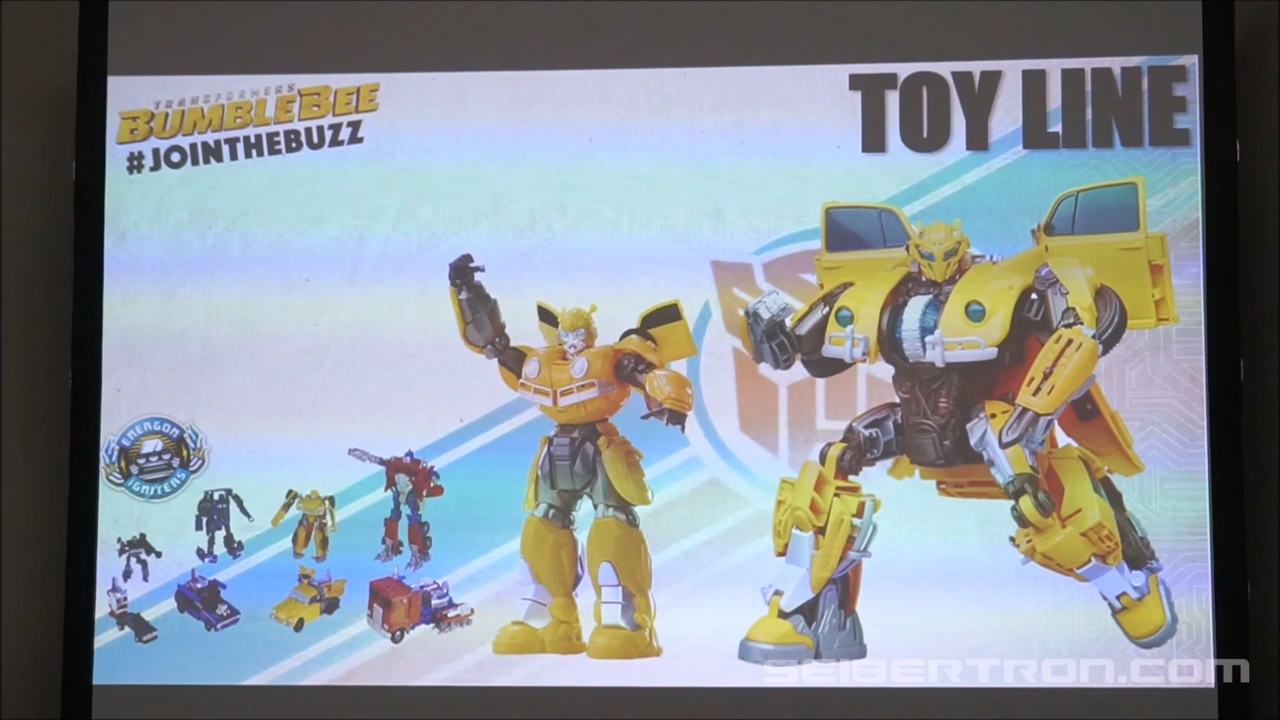 TRANSFORMERS
BUMBLEBEE
#JOINTHEBUZZ
TOY LINE
ENERGON
IGNITERS
SEIBERTRON.COM